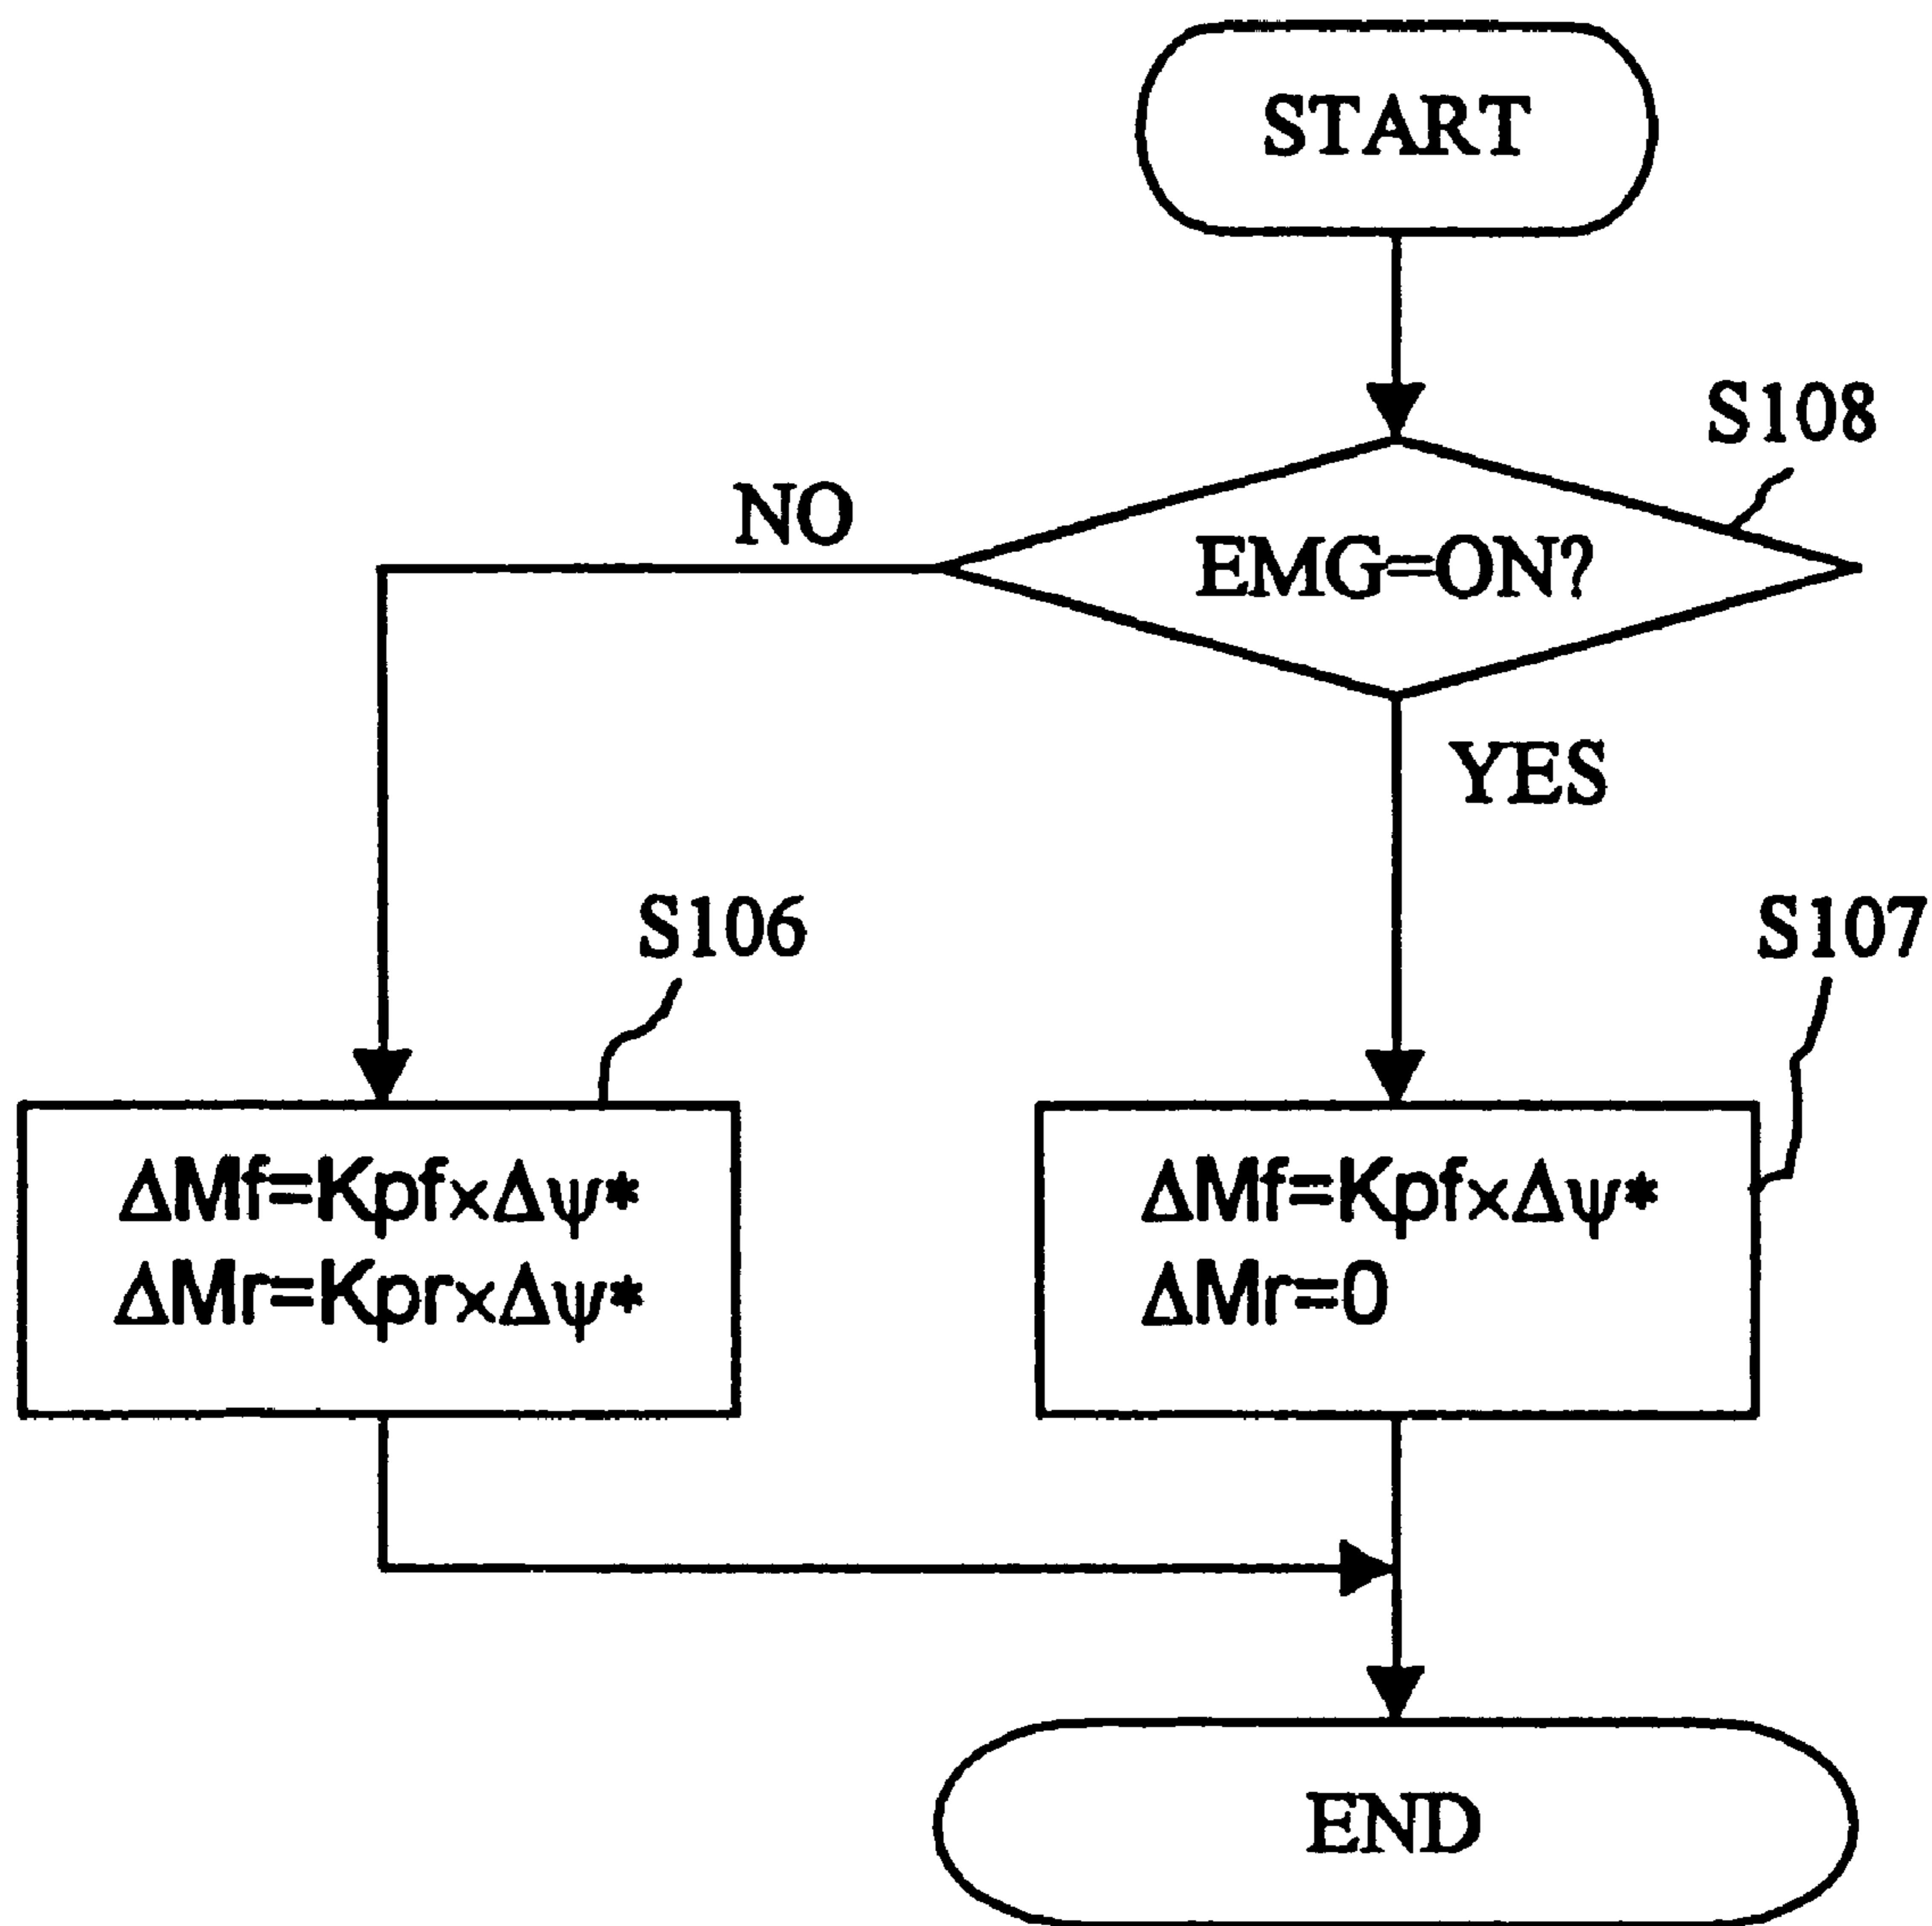 START
S108
NO
EMG=ON?
YES
S106
S107
ΔMf=Kpf×Δψ*
ΔMr=Kpr×Δψ*
ΔMf=Kpf×Δψ*
ΔMr=0
END